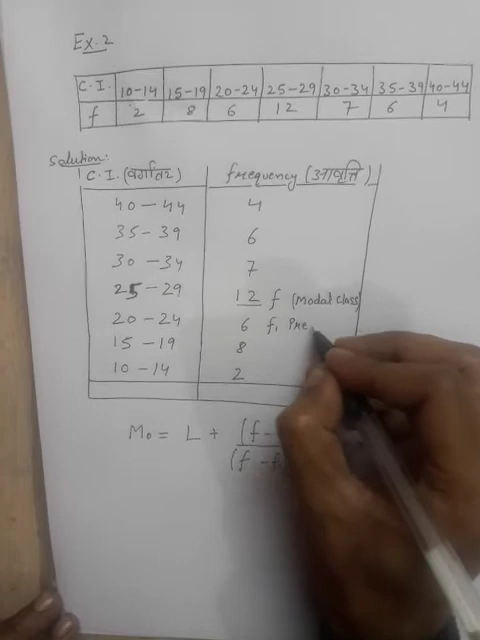 Ex.2
C.I. 10-14 15-19 20-24 25-29 30-34 35-39 40-44
f 2 8 6 12 7 6 4
Solution:
C.I. (वर्गांतर) frequency (आवृत्ति)
40-44 4
35-39 6
30-34 7
25-29 12 f (Modal Class)
20-24 6 f₁ Pre
15-19 8
10-14 2
M₀ = L + (f-
(f-f₁